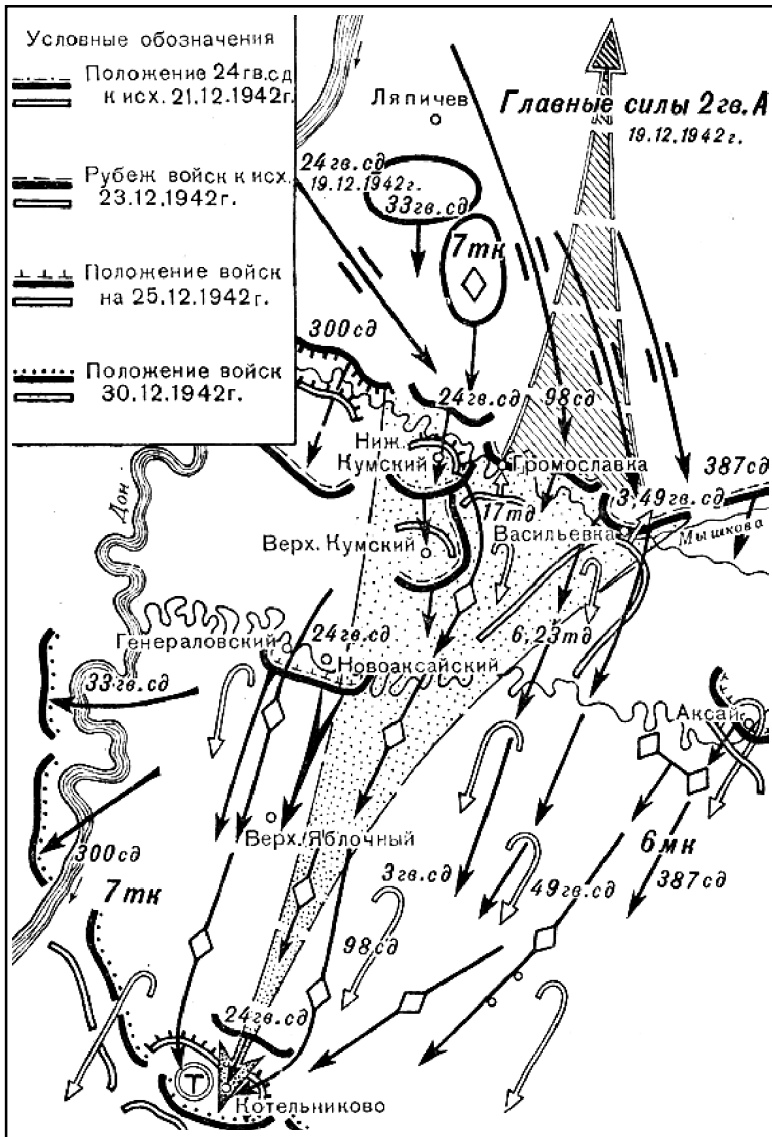 Условные обозначения
Положение 24гв.сд
к исх. 21.12.1942г.
Рубеж войск к исх.
23.12.1942г.
Положение войск
на 25.12.1942г.
Положение войск
30.12.1942г.
Ляпичев
Главные силы 2гв.А
19.12.1942г.
24гв.сд
19.12.1942г.
33гв.сд
7тк
300сд
24гв.сд
98сд
Ниж.
Кумский
Громославка
387сд
3,49гв.сд
17тд
Васильевка
Мышкова
Дон
Верх. Кумский
Генераловский
24гв.сд
6,23тд
Новоаксайский
33гв.сд
Аксай
Верх. Яблочный
300сд
7тк
3гв.сд
6мк
49гв.сд
387сд
98сд
24гв.сд
Т
Котельниково